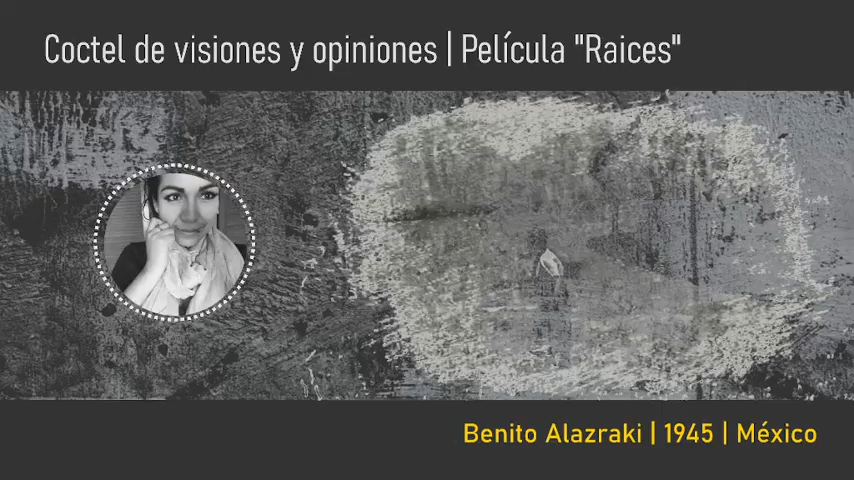 Coctel de visiones y opiniones | Película "Raices"
Benito Alazraki | 1945 | México